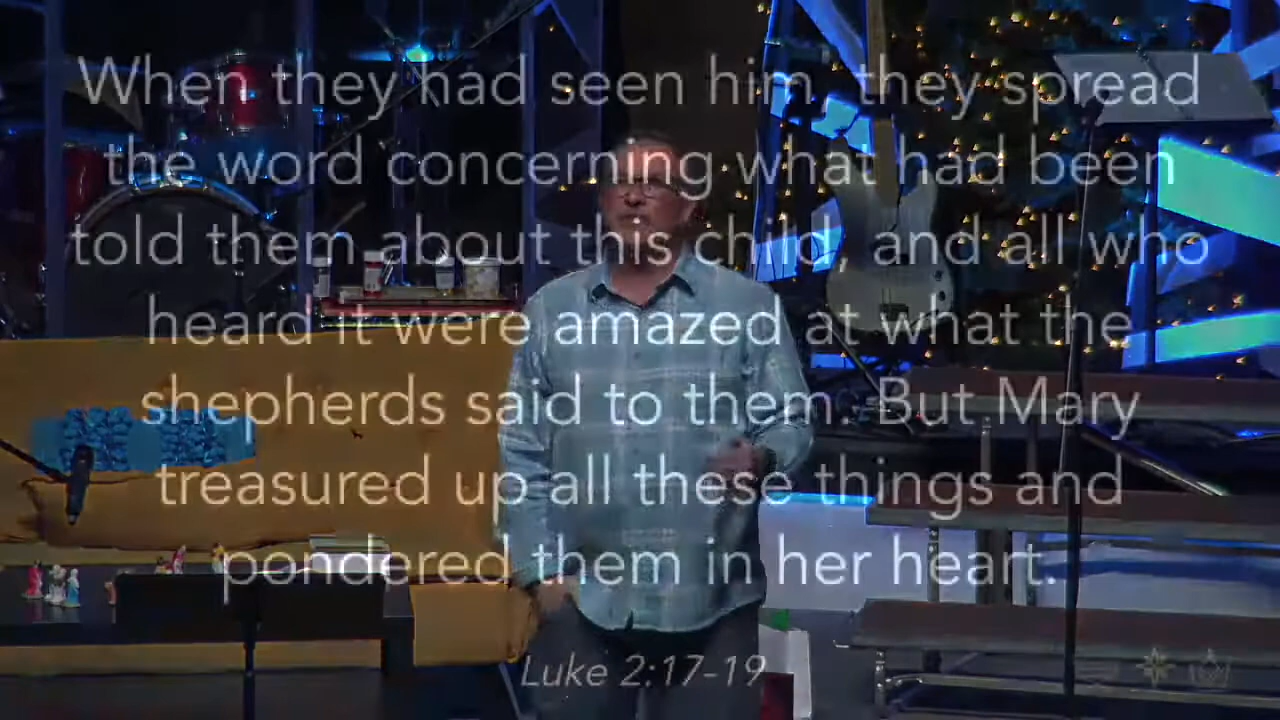 When they had seen him, they spread
the word concerning what had been
told them about this child, and all who
heard it were amazed at what the
shepherds said to them. But Mary
treasured up all these things and
pondered them in her heart.
Luke 2:17-19